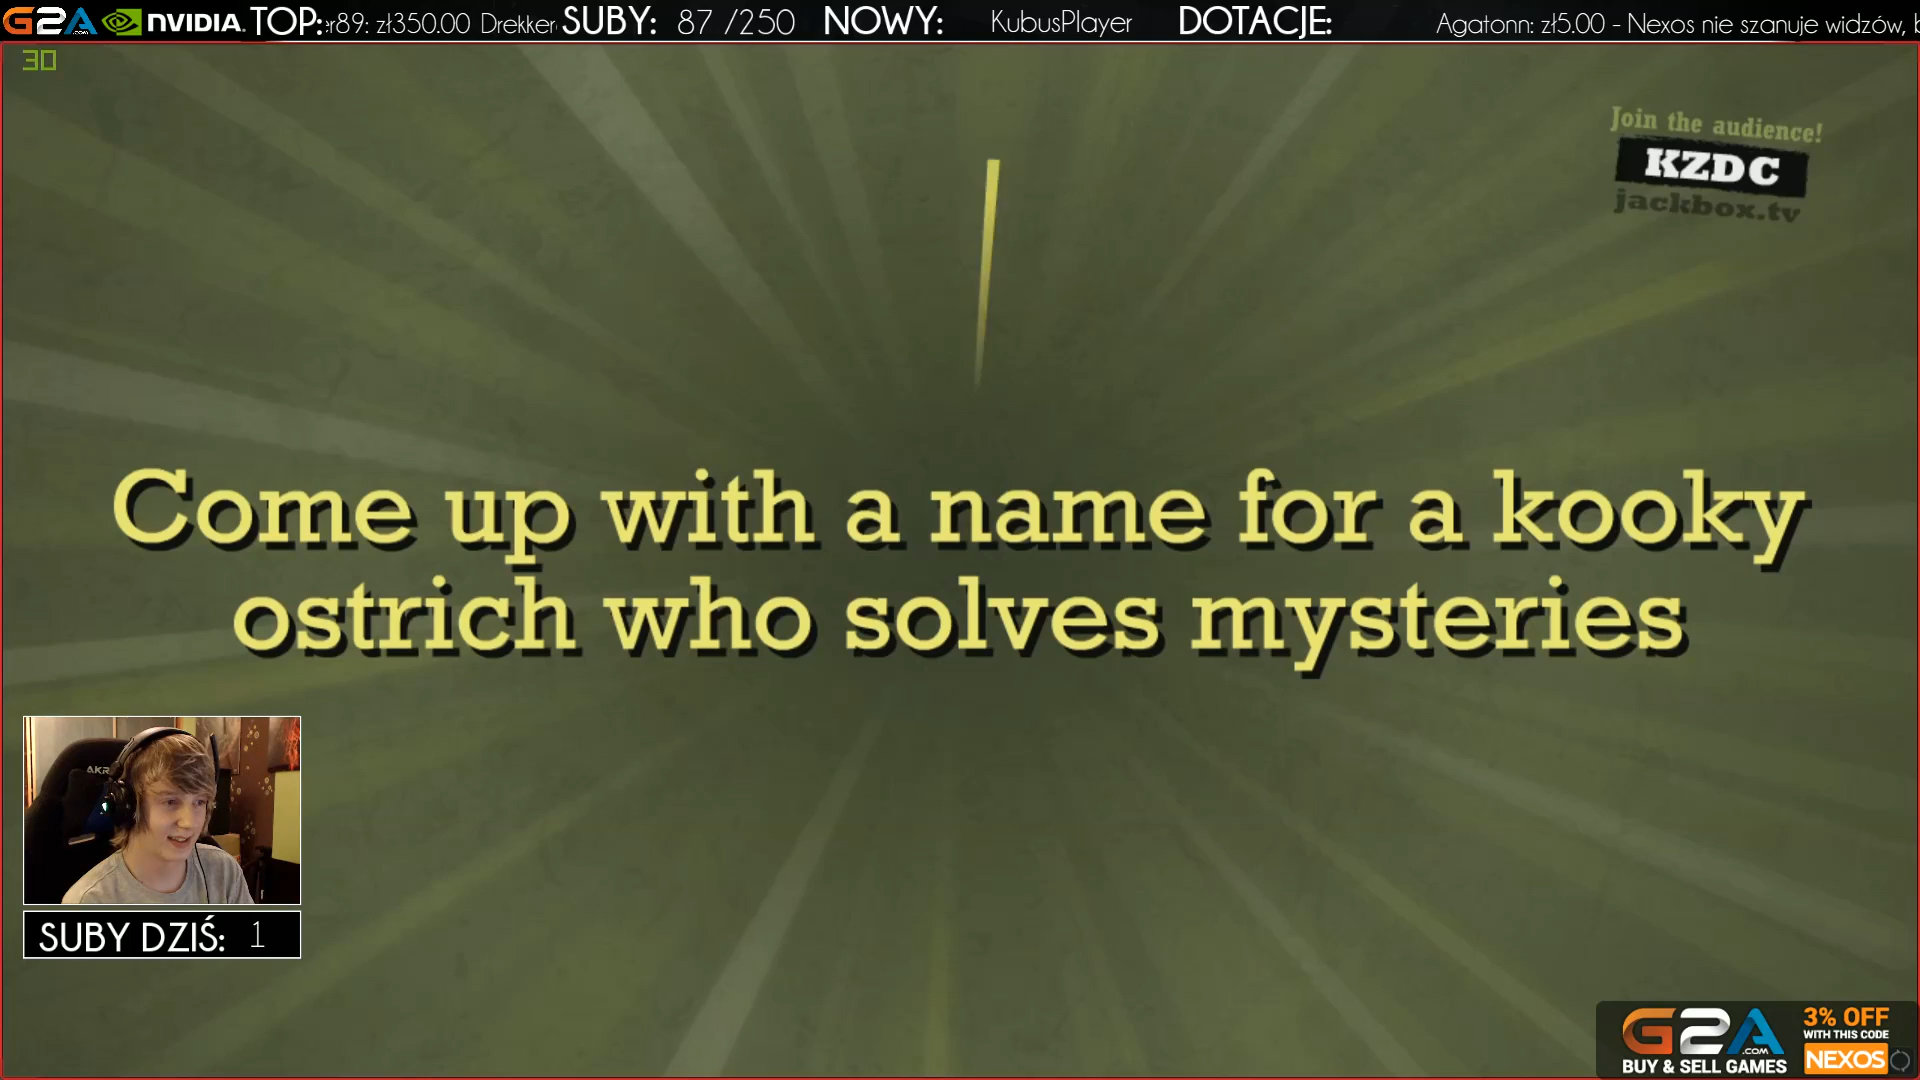 G2A.COM NVIDIA. TOP: r89: zł350.00 Drekker SUBY: 87 /250 NOWY: KubusPlayer DOTACJE: Agatonn: zł5.00 - Nexos nie szanuje widzów, b
30
Join the audience!
KZDC
jackbox.tv
Come up with a name for a kooky
ostrich who solves mysteries
AKR
SUBY DZIŚ: 1
G2A.COM
BUY & SELL GAMES
3% OFF
WITH THIS CODE
NEXOS